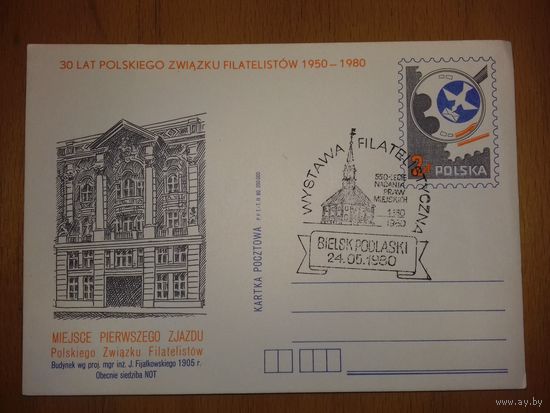 30 LAT POLSKIEGO ZWIĄZKU FILATELISTÓW 1950 – 1980
2 zł
POLSKA
WYSTAWA FILATELISTYCZNA
550-LECIE
NADANIA
PRAW
MIEJSKICH
1980
BIELSK PODLASKI
24.05.1980
KARTKA POCZTOWA
MIEJSCE PIERWSZEGO ZJAZDU
Polskiego Związku Filatelistów
Budynek wg proj. mgr inż. J. Fijałkowskiego 1905 r.
Obecnie siedziba NOT
www.ay.by